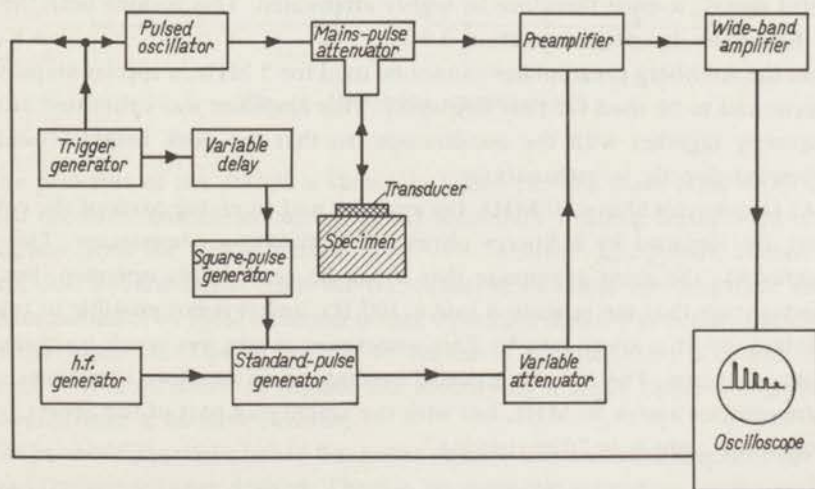 Pulsed
oscillator
Mains-pulse
attenuator
Preamplifier
Wide-band
amplifier
Trigger
generator
Variable
delay
Transducer
Specimen
Square-pulse
generator
h.f.
generator
Standard-pulse
generator
Variable
attenuator
Oscilloscope